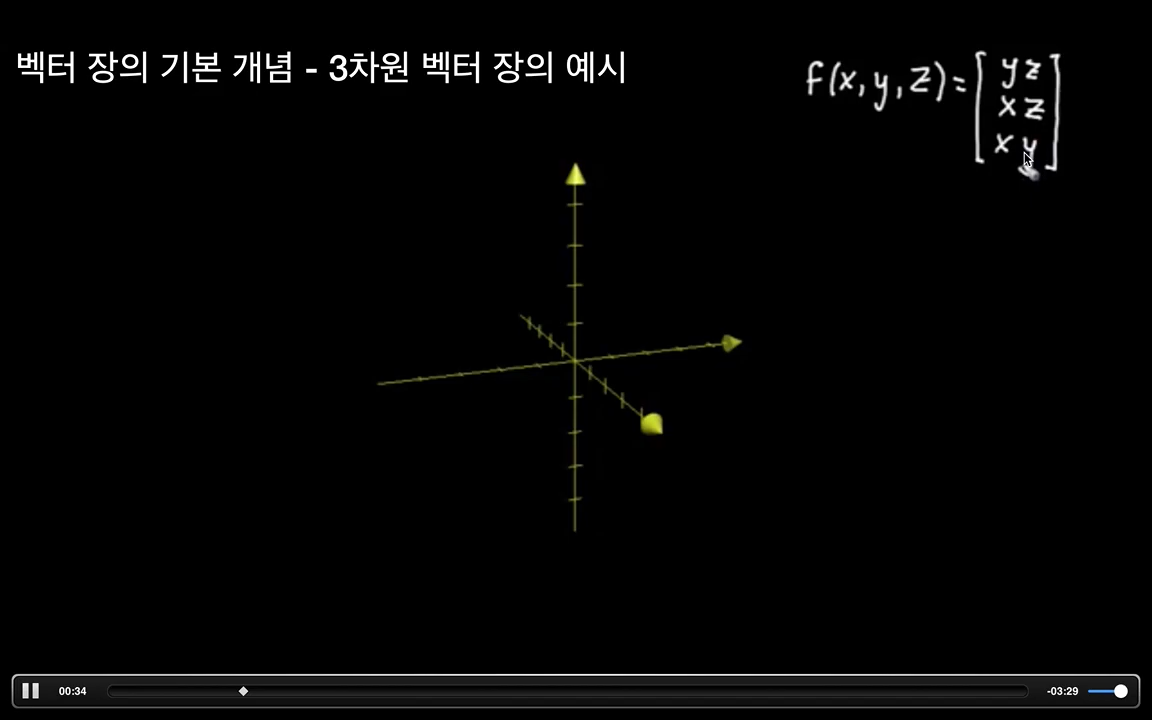 벡터 장의 기본 개념 - 3차원 벡터 장의 예시
f(x, y, z) = [ yz
xz
xy ]
00:34
-03:29